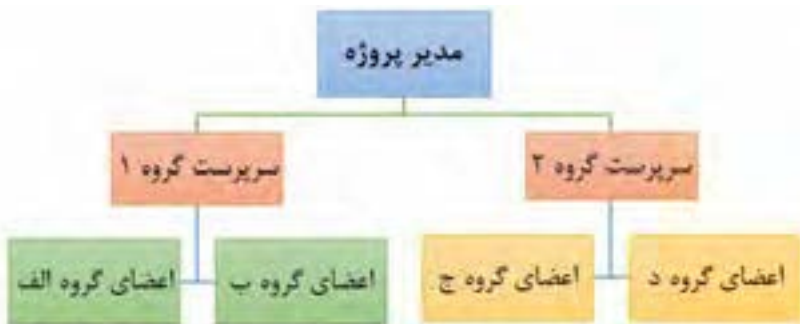 مدیر پروژه
سرپرست گروه ۲
سرپرست گروه ۱
اعضای گروه د
اعضای گروه ج
اعضای گروه ب
اعضای گروه الف